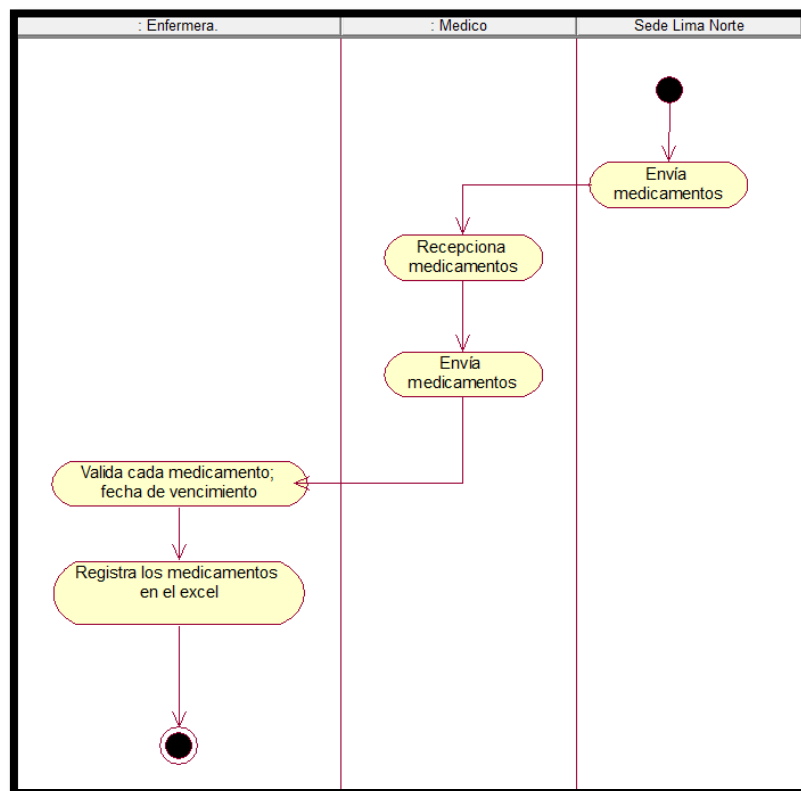 : Enfermera.
: Medico
Sede Lima Norte
Envía
medicamentos
Recepciona
medicamentos
Envía
medicamentos
Valida cada medicamento;
fecha de vencimiento
Registra los medicamentos
en el excel